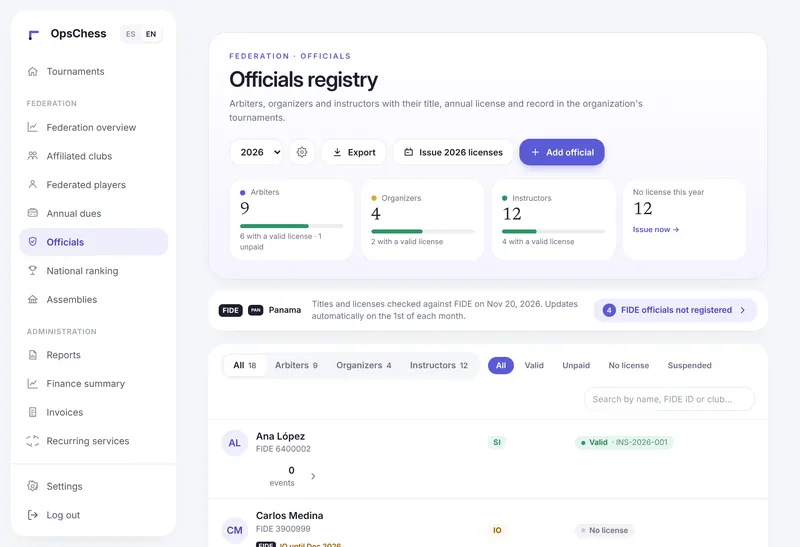 OpsChess
ES EN
Tournaments
FEDERATION
Federation overview
Affiliated clubs
Federated players
Annual dues
Officials
National ranking
Assemblies
ADMINISTRATION
Reports
Finance summary
Invoices
Recurring services
Settings
Log out
FEDERATION · OFFICIALS
Officials registry
Arbiters, organizers and instructors with their title, annual license and record in the organization's
tournaments.
2026
Export
Issue 2026 licenses
+ Add official
Arbiters
9
6 with a valid license · 1
unpaid
Organizers
4
2 with a valid license
Instructors
12
4 with a valid license
No license this year
12
Issue now →
FIDE PAN Panama
Titles and licenses checked against FIDE on Nov 20, 2026. Updates
automatically on the 1st of each month.
4 FIDE officials not registered
All 18 Arbiters 9 Organizers 4 Instructors 12
All Valid Unpaid No license Suspended
Search by name, FIDE ID or club...
AL
Ana López
FIDE 6400002
0
events
SI
Valid · INS-2026-001
CM
Carlos Medina
FIDE 3900999
FIDE IO until Dec 2026
IO
No license